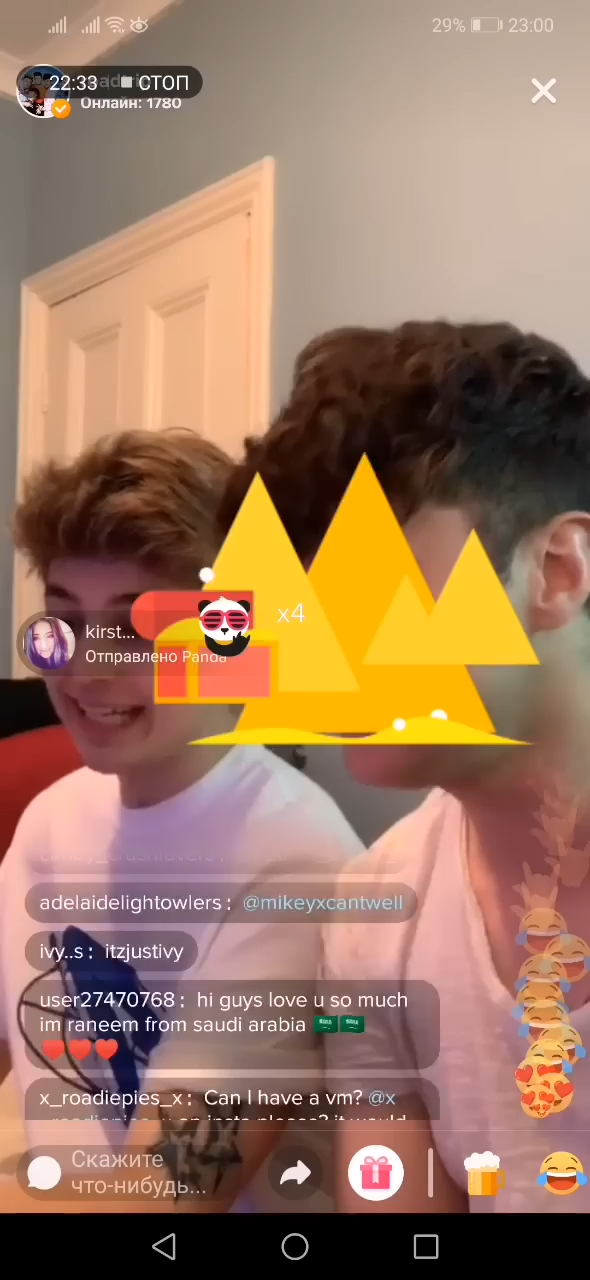 29% 23:00
22:33 СТОП
Онлайн: 1780
kirst... x4
Отправлено Panda
adelaidelightowlers : @mikeyxcantwell
ivy..s : itzjustivy
user27470768 : hi guys love u so much
im raneem from saudi arabia 🇸🇦🇸🇦
❤️❤️❤️
x_roadiepies_x : Can I have a vm? @x
Скажите
что-нибудь...